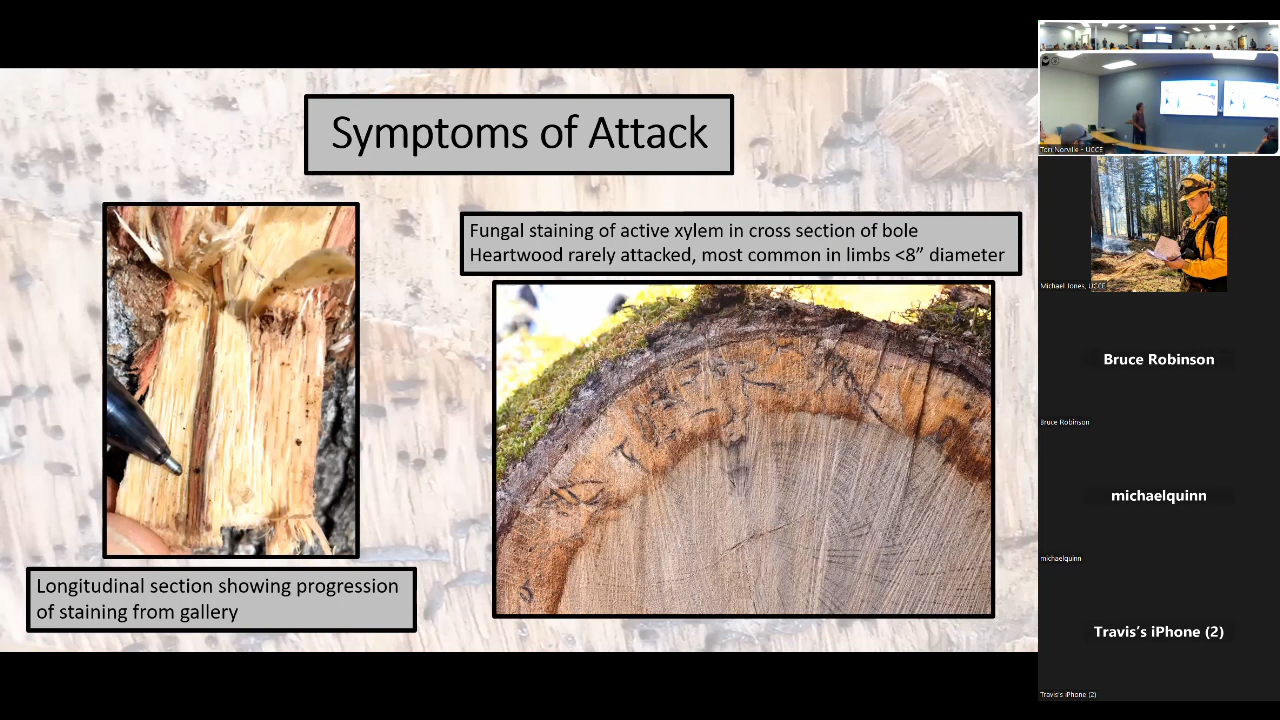 Symptoms of Attack
Fungal staining of active xylem in cross section of bole
Heartwood rarely attacked, most common in limbs <8” diameter
Longitudinal section showing progression
of staining from gallery
Tori Norville - UCCE
Michael Jones, UCCE
Bruce Robinson
Bruce Robinson
michaelquinn
michaelquinn
Travis’s iPhone (2)
Travis’s iPhone (2)